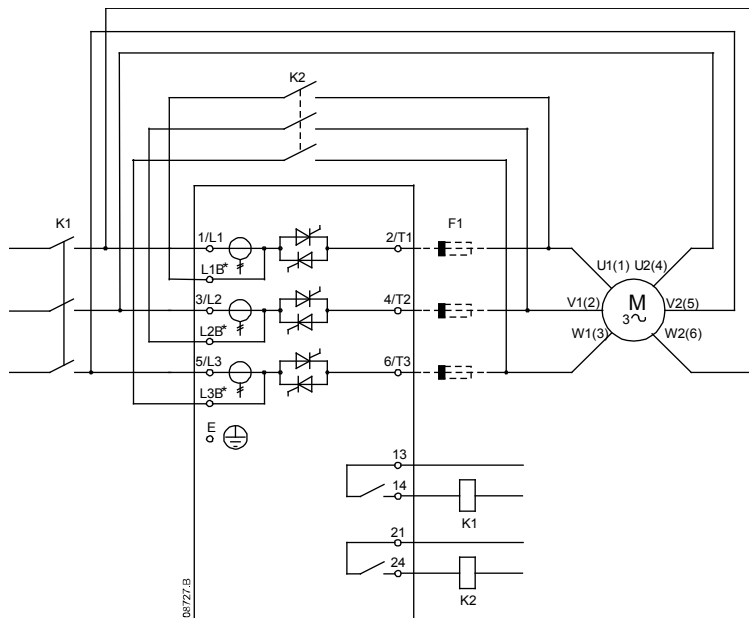 K2
K1
F1
1/L1
2/T1
L1B*
U1(1) U2(4)
3/L2
4/T2
V1(2)
M
3~
V2(5)
L2B*
W1(3)
W2(6)
5/L3
6/T3
L3B*
E
13
14
K1
21
24
K2
08727.B